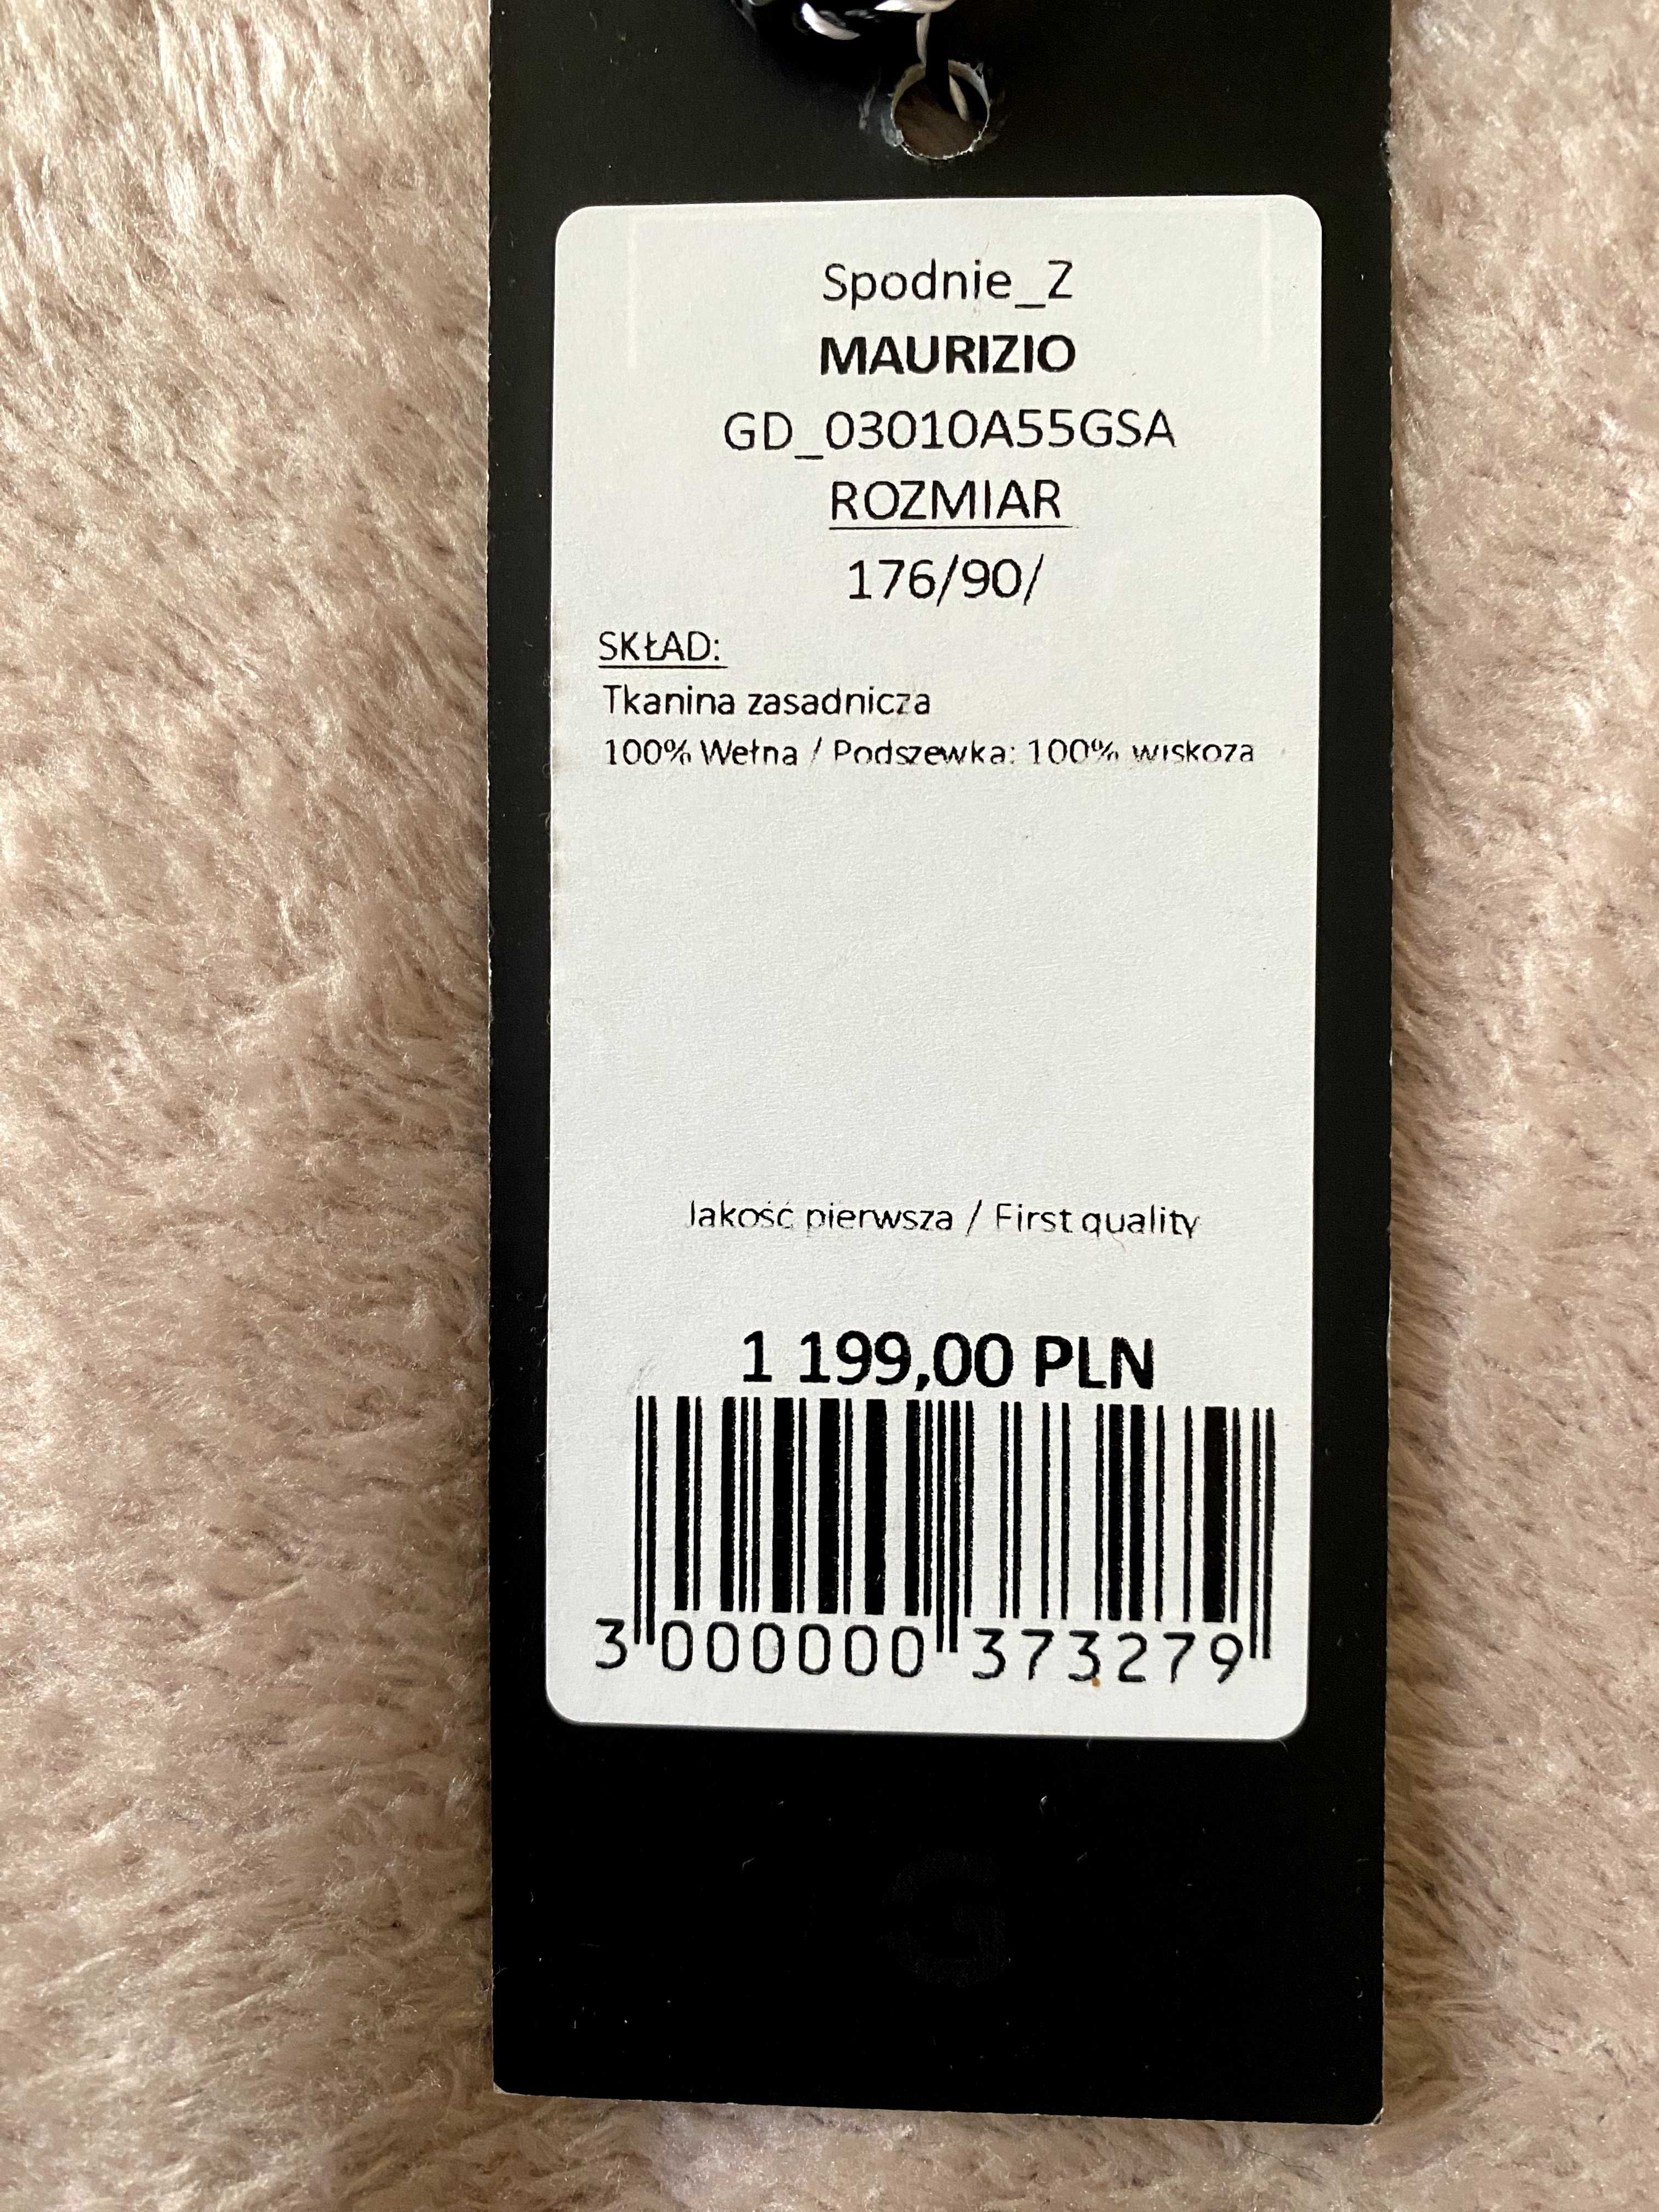 Spodnie_Z
MAURIZIO
GD_03010A55GSA
ROZMIAR
176/90/
SKŁAD:
Tkanina zasadnicza
100% Wełna / Podszewka: 100% wiskoza
Jakość pierwsza / First quality
1 199,00 PLN
3 000000 373279